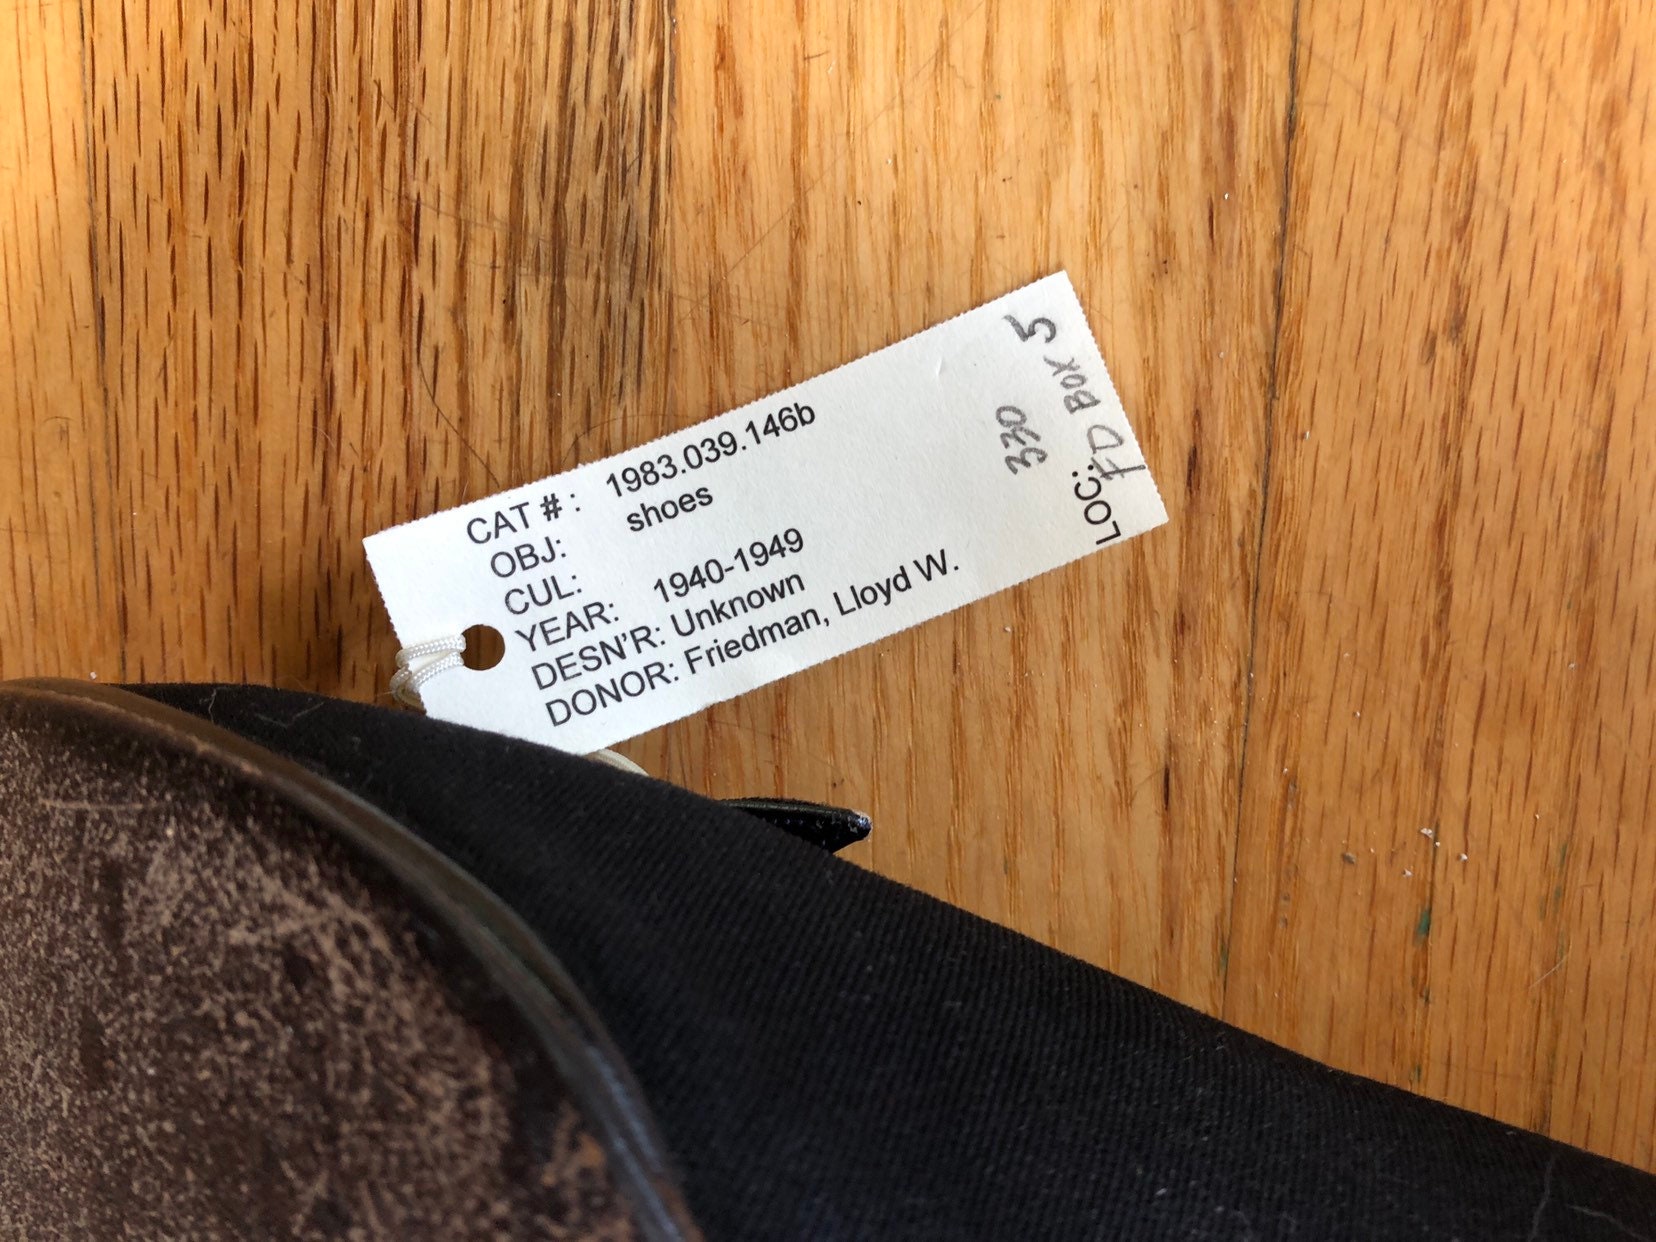 CAT # : 1983.039.146b
OBJ: shoes
CUL:
YEAR: 1940-1949
DESN'R: Unknown
DONOR: Friedman, Lloyd W.
330
LOC: FD BOX 5